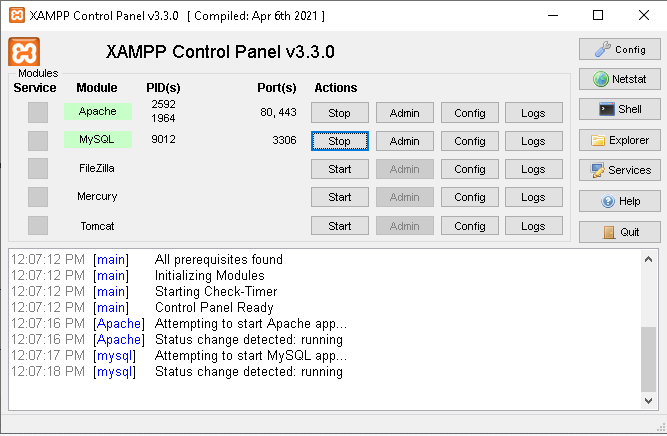 XAMPP Control Panel v3.3.0 [ Compiled: Apr 6th 2021 ]
XAMPP Control Panel v3.3.0
Config
Modules
Service Module PID(s) Port(s) Actions
Netstat
Apache 2592 1964 80, 443 Stop Admin Config Logs
Shell
MySQL 9012 3306 Stop Admin Config Logs
Explorer
FileZilla Start Admin Config Logs
Services
Mercury Start Admin Config Logs
Help
Tomcat Start Admin Config Logs
Quit
12:07:12 PM [main] All prerequisites found
12:07:12 PM [main] Initializing Modules
12:07:12 PM [main] Starting Check-Timer
12:07:12 PM [main] Control Panel Ready
12:07:16 PM [Apache] Attempting to start Apache app...
12:07:16 PM [Apache] Status change detected: running
12:07:17 PM [mysql] Attempting to start MySQL app...
12:07:18 PM [mysql] Status change detected: running